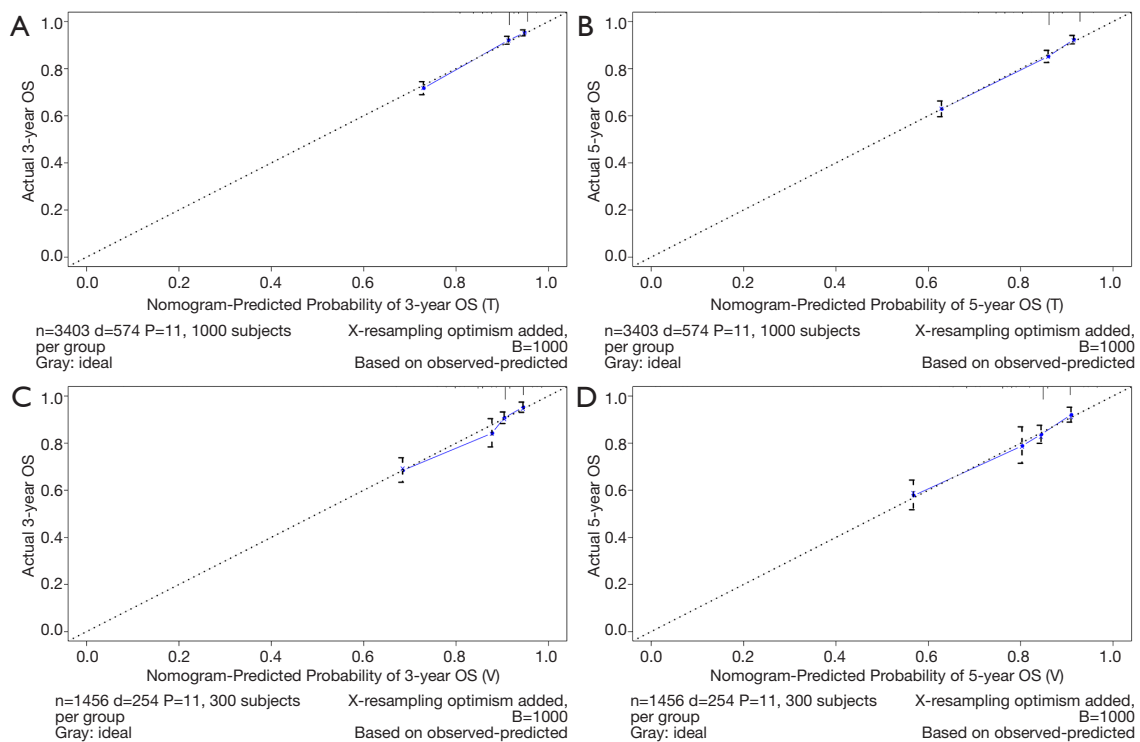 A
1.0
0.8
0.6
0.4
0.2
0.0
Actual 3-year OS
0.0 0.2 0.4 0.6 0.8 1.0
Nomogram-Predicted Probability of 3-year OS (T)
n=3403 d=574 P=11, 1000 subjects
per group
Gray: ideal
X-resampling optimism added,
B=1000
Based on observed-predicted
B
1.0
0.8
0.6
0.4
0.2
0.0
Actual 5-year OS
0.0 0.2 0.4 0.6 0.8 1.0
Nomogram-Predicted Probability of 5-year OS (T)
n=3403 d=574 P=11, 1000 subjects
per group
Gray: ideal
X-resampling optimism added,
B=1000
Based on observed-predicted
C
1.0
0.8
0.6
0.4
0.2
0.0
Actual 3-year OS
0.0 0.2 0.4 0.6 0.8 1.0
Nomogram-Predicted Probability of 3-year OS (V)
n=1456 d=254 P=11, 300 subjects
per group
Gray: ideal
X-resampling optimism added,
B=1000
Based on observed-predicted
D
1.0
0.8
0.6
0.4
0.2
0.0
Actual 5-year OS
0.0 0.2 0.4 0.6 0.8 1.0
Nomogram-Predicted Probability of 5-year OS (V)
n=1456 d=254 P=11, 300 subjects
per group
Gray: ideal
X-resampling optimism added,
B=1000
Based on observed-predicted